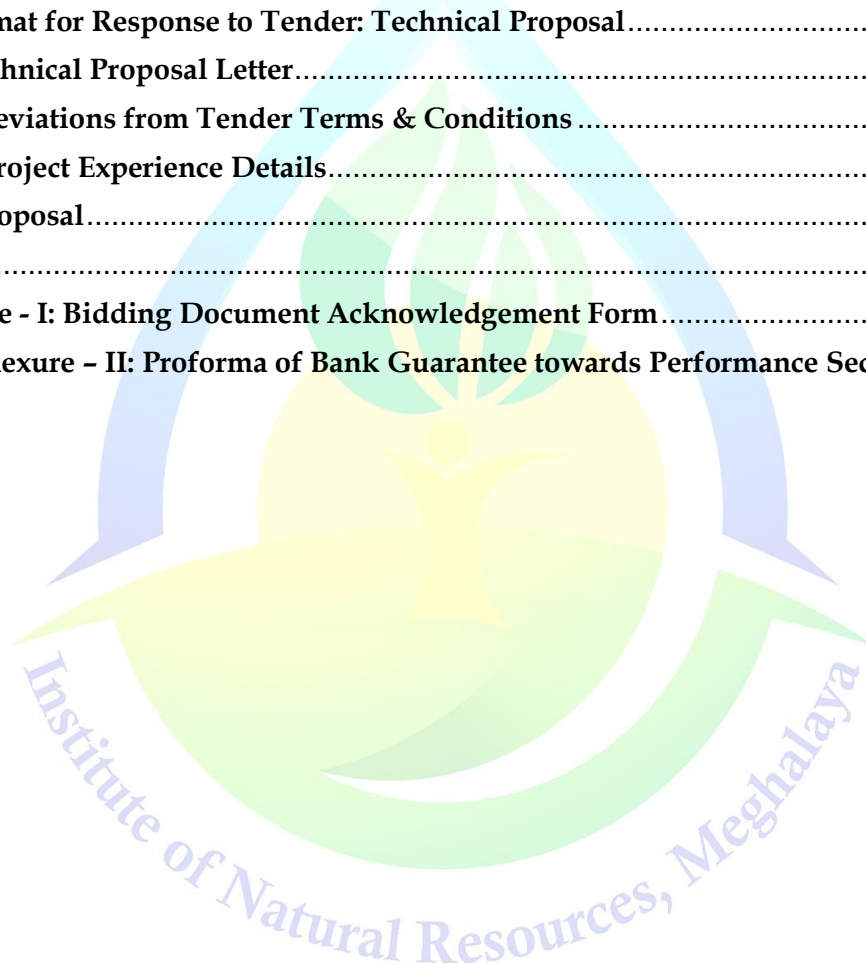 mat for Response to Tender: Technical Proposal
hnical Proposal Letter
eviations from Tender Terms & Conditions
roject Experience Details
oposal
e - I: Bidding Document Acknowledgement Form
exure – II: Proforma of Bank Guarantee towards Performance Sec
Institute of Natural Resources, Meghalaya